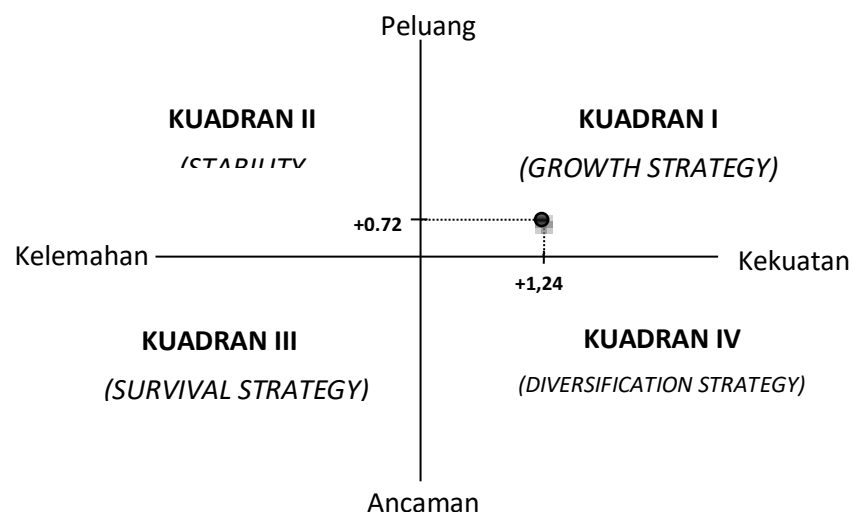 Peluang
KUADRAN II
KUADRAN I
(STABILITY
(GROWTH STRATEGY)
+0.72
Kelemahan
Kekuatan
+1,24
KUADRAN III
KUADRAN IV
(SURVIVAL STRATEGY)
(DIVERSIFICATION STRATEGY)
Ancaman